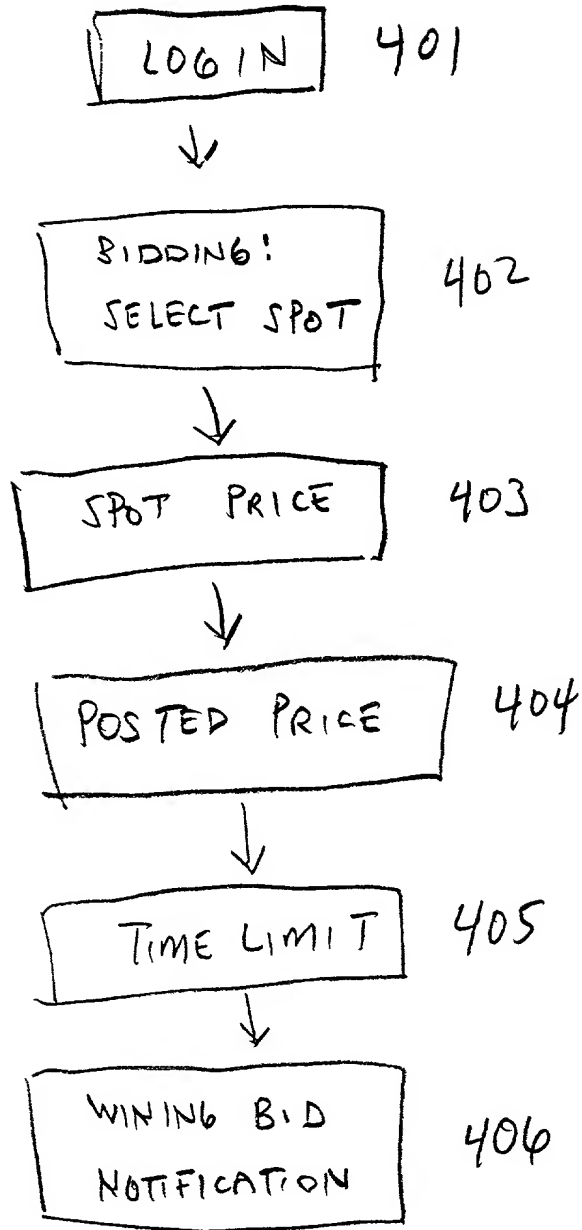 LOGIN 401
BIDDING:
SELECT SPOT 402
SPOT PRICE 403
POSTED PRICE 404
TIME LIMIT 405
WINING BID
NOTIFICATION 406